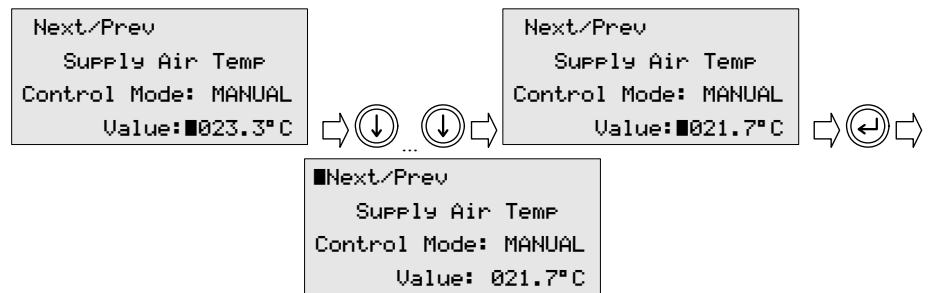 Next/Prev
Supply Air Temp
Control Mode: MANUAL
Value:■023.3°C
...
Next/Prev
Supply Air Temp
Control Mode: MANUAL
Value:■021.7°C
■Next/Prev
Supply Air Temp
Control Mode: MANUAL
Value: 021.7°C